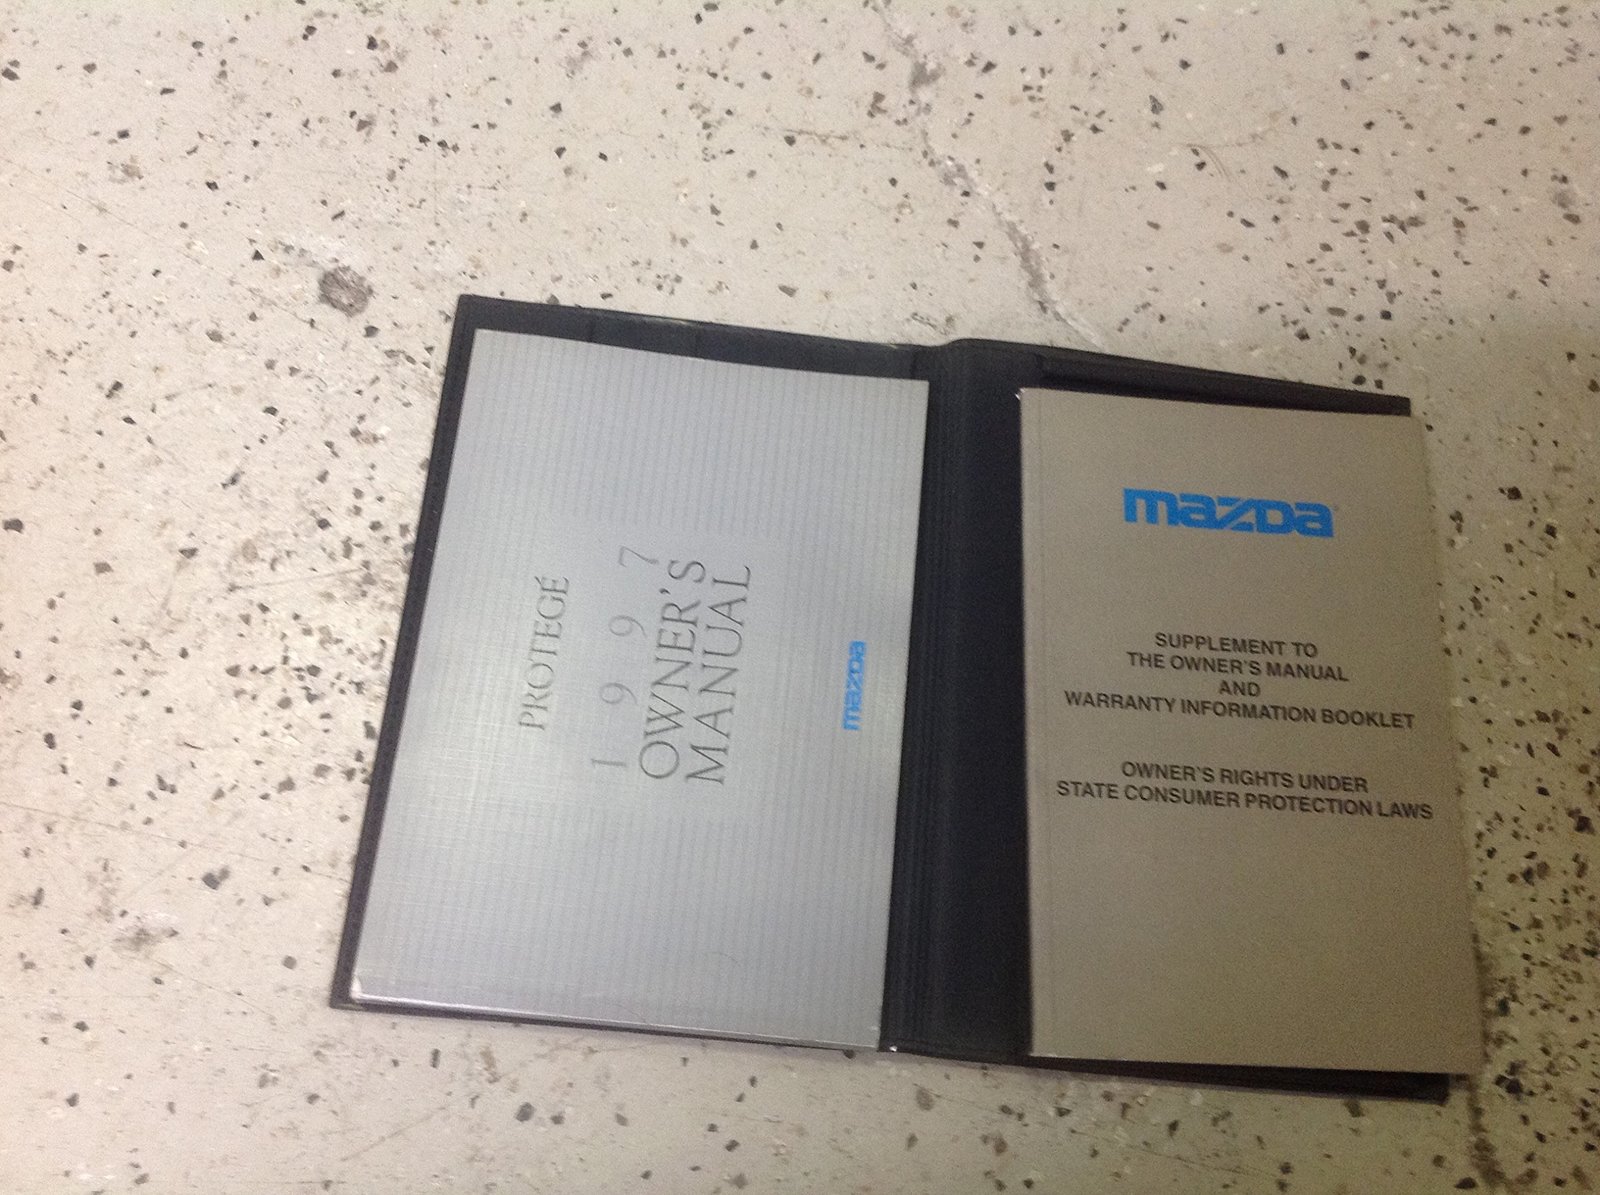 PROTEGÉ
1997
OWNER'S
MANUAL
mazda
mazda
SUPPLEMENT TO
THE OWNER'S MANUAL
AND
WARRANTY INFORMATION BOOKLET
OWNER'S RIGHTS UNDER
STATE CONSUMER PROTECTION LAWS